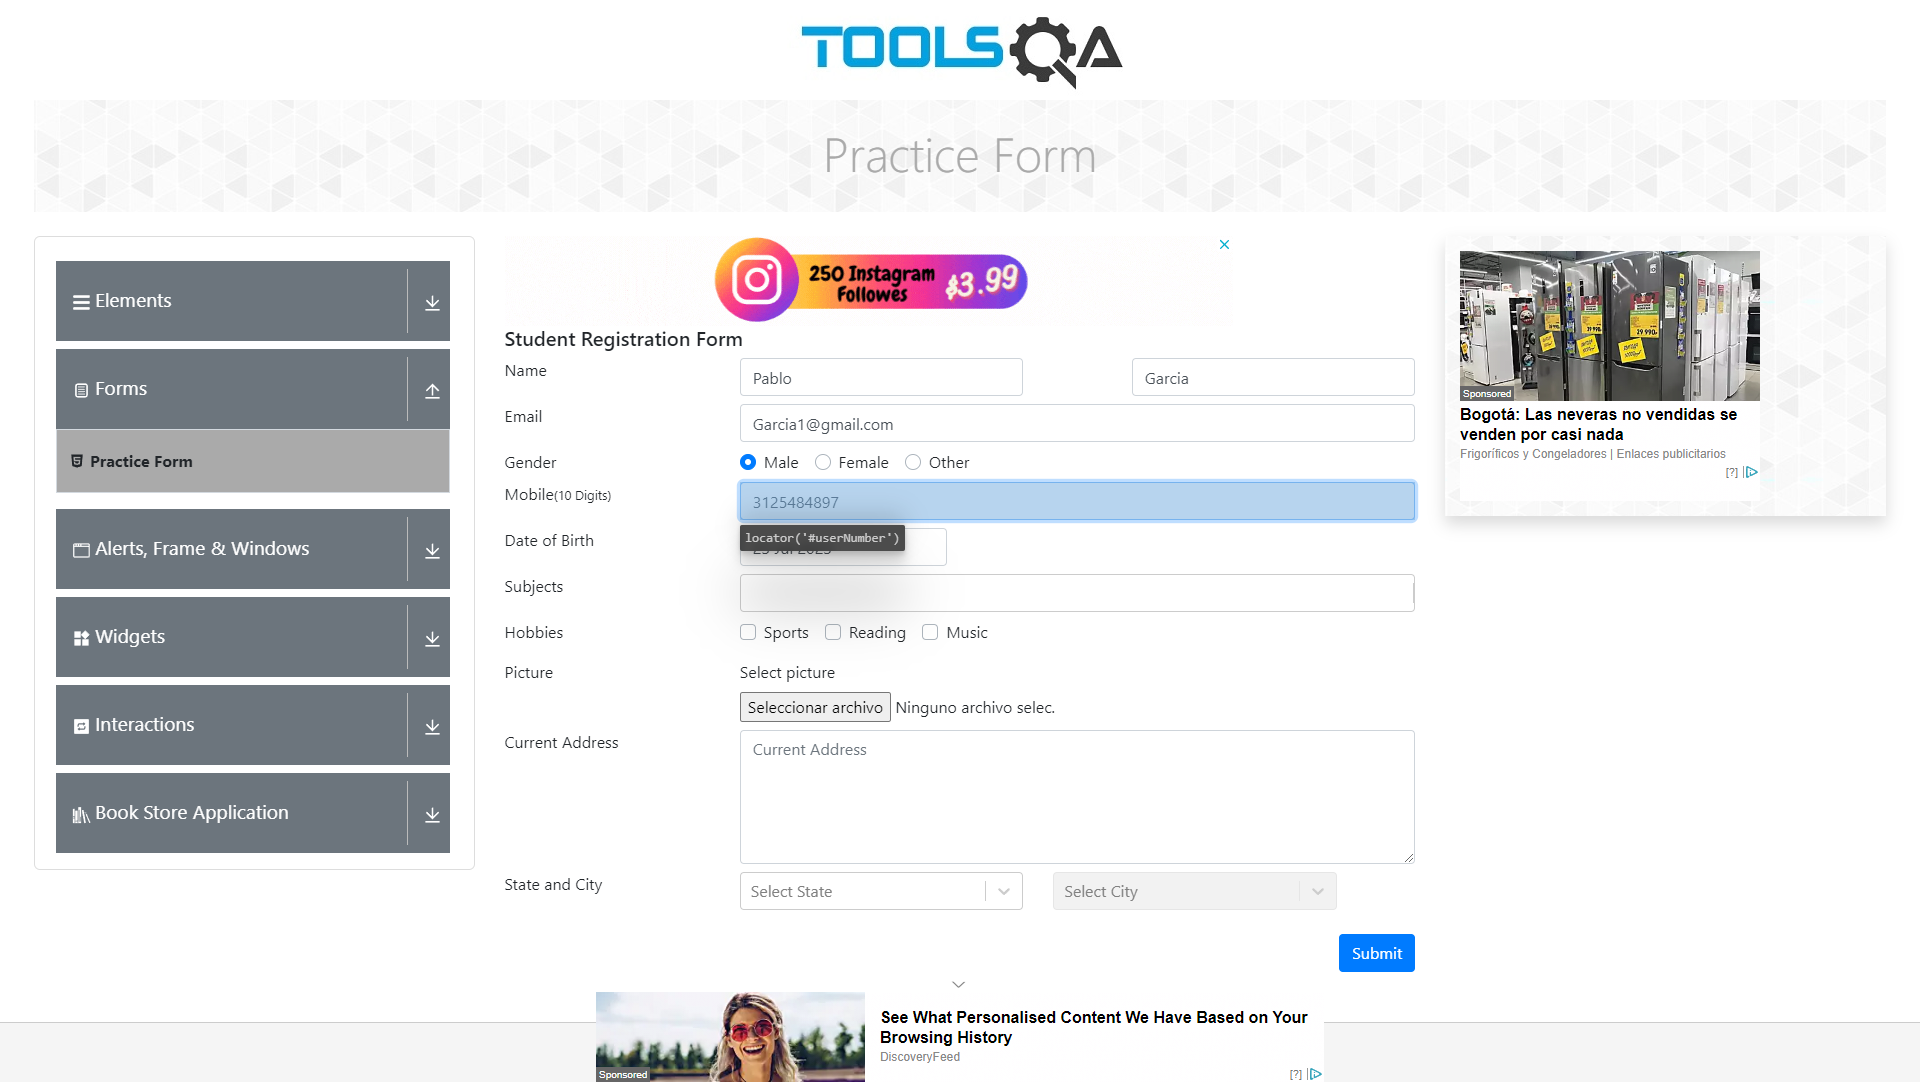 TOOLSQA
Practice Form
Elements
Forms
Practice Form
Alerts, Frame & Windows
Widgets
Interactions
Book Store Application
250 Instagram
Followes
$3.99
Student Registration Form
Name
Pablo
Garcia
Email
Garcia1@gmail.com
Gender
Male
Female
Other
Mobile(10 Digits)
3125484897
locator('#userNumber')
Date of Birth
Subjects
Hobbies
Sports
Reading
Music
Picture
Select picture
Seleccionar archivo Ninguno archivo selec.
Current Address
Current Address
State and City
Select State
Select City
Submit
Sponsored
Bogotá: Las neveras no vendidas se
venden por casi nada
Frigoríficos y Congeladores | Enlaces publicitarios
[?]
Sponsored
See What Personalised Content We Have Based on Your
Browsing History
DiscoveryFeed
[?]